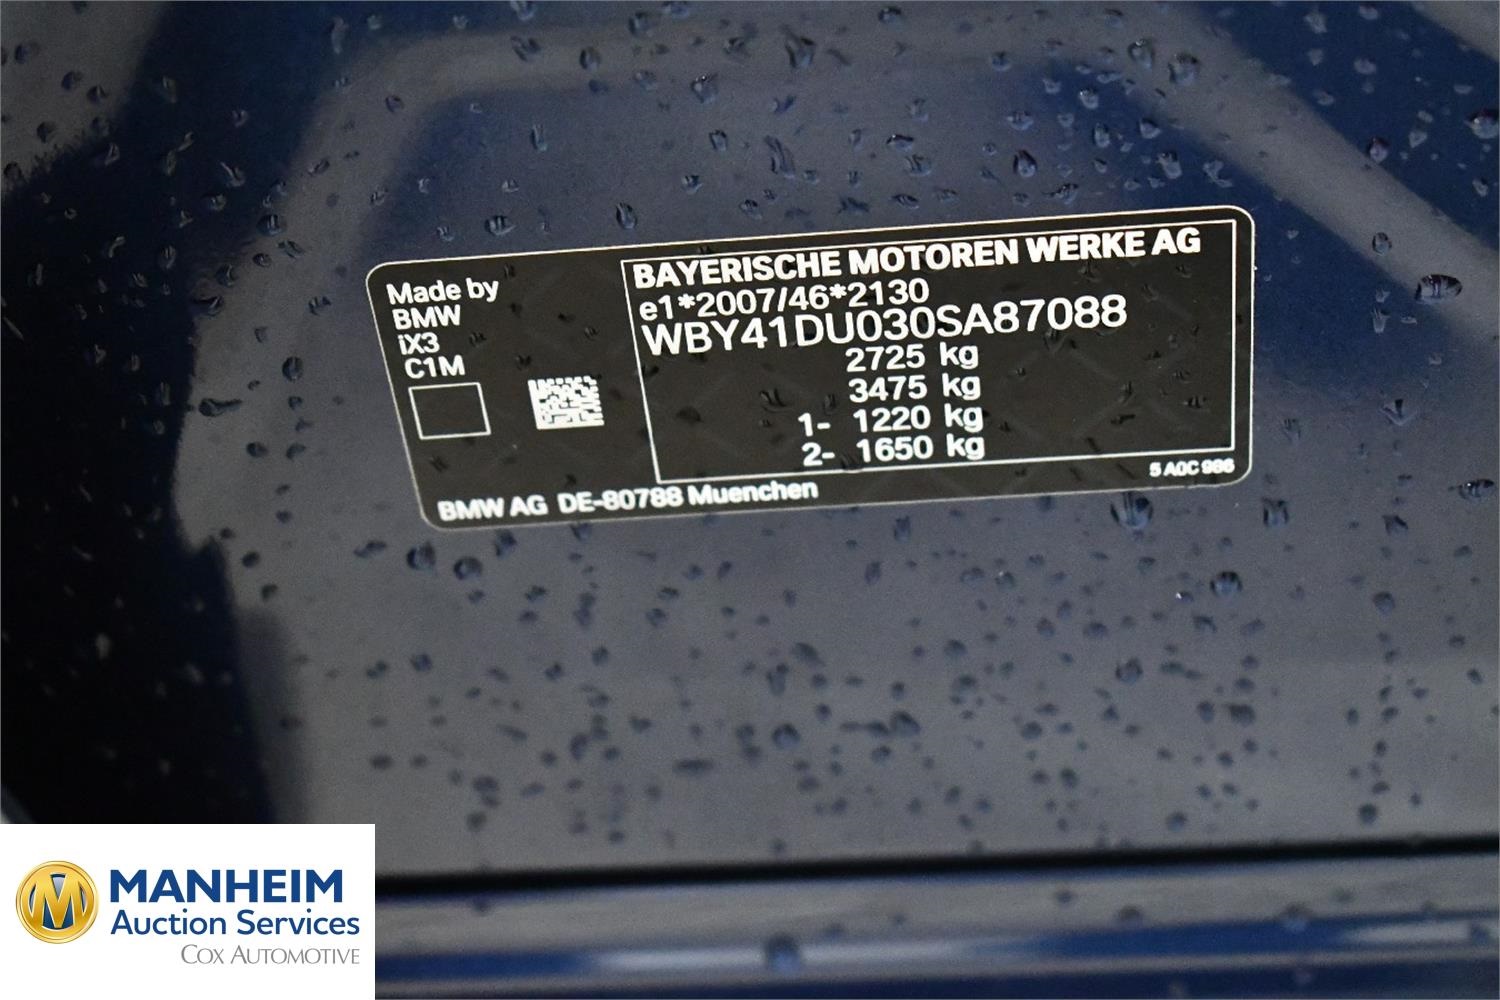 Made by
BMW
iX3
C1M
BAYERISCHE MOTOREN WERKE AG
e1*2007/46*2130
WBY41DU030SA87088
2725 kg
3475 kg
1- 1220 kg
2- 1650 kg
5 A0C 986
BMW AG DE-80788 Muenchen
MANHEIM
Auction Services
COX AUTOMOTIVE